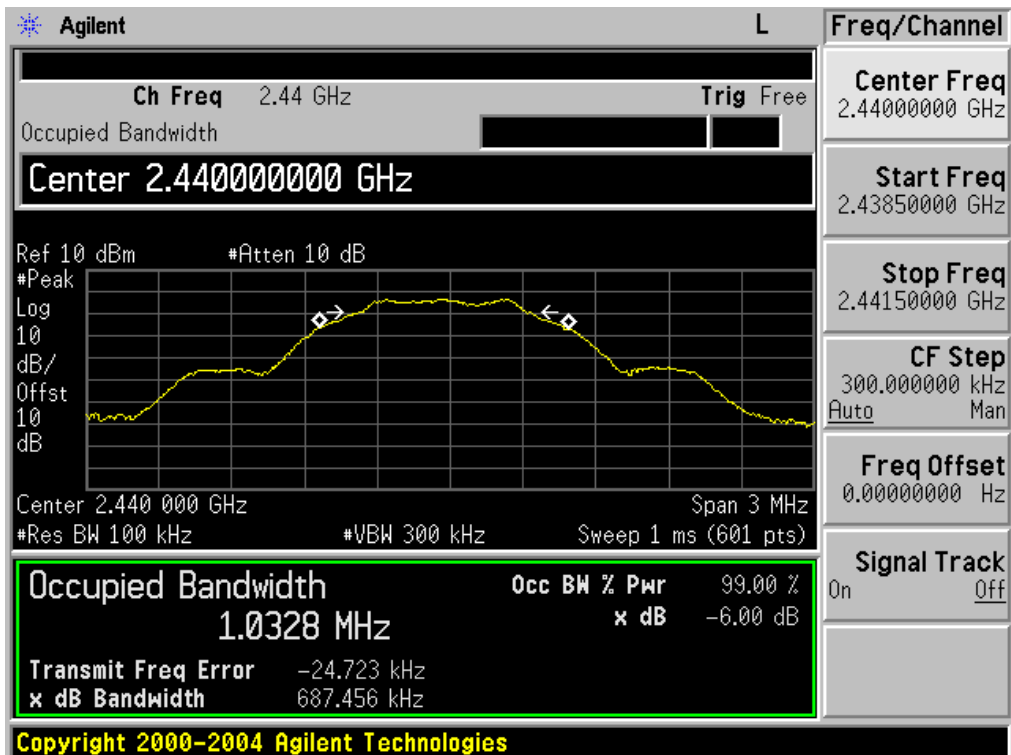 Agilent L
Freq/Channel
Ch Freq 2.44 GHz Trig Free
Occupied Bandwidth
Center 2.440000000 GHz
Ref 10 dBm #Atten 10 dB
#Peak
Log
10
dB/
Offst
10
dB
Center 2.440 000 GHz Span 3 MHz
#Res BW 100 kHz #VBW 300 kHz Sweep 1 ms (601 pts)
Occupied Bandwidth Occ BW % Pwr 99.00 %
1.0328 MHz x dB -6.00 dB
Transmit Freq Error -24.723 kHz
x dB Bandwidth 687.456 kHz
Center Freq
2.44000000 GHz
Start Freq
2.43850000 GHz
Stop Freq
2.44150000 GHz
CF Step
300.000000 kHz
Auto Man
Freq Offset
0.00000000 Hz
Signal Track
On Off
Copyright 2000-2004 Agilent Technologies